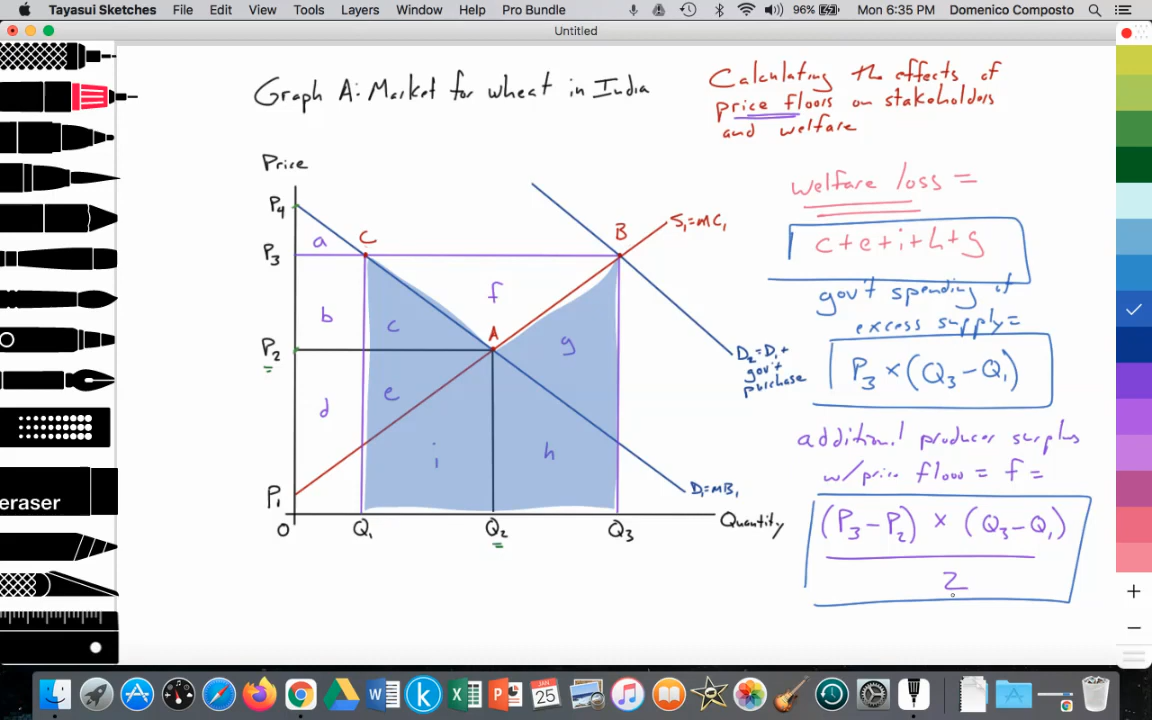 Tayasui Sketches File Edit View Tools Layers Window Help Pro Bundle 96% Mon 6:35 PM Domenico Composto
Untitled
Graph A: Market for wheat in India
Calculating the effects of
price floors on stakeholders
and welfare
Price
P4
P3
P2
P1
0
Q1
Q2
Q3
Quantity
a
b
c
d
e
f
g
h
i
A
B
C
S1=MC1
D2=D1+
gov't
purchase
D1=MB1
welfare loss =
c+e+i+h+g
gov't spending of
excess supply=
P3 x (Q3 - Q1)
additional producer surplus
w/price floor = f =
(P3-P2) x (Q3-Q1)
2
eraser
JAN
25